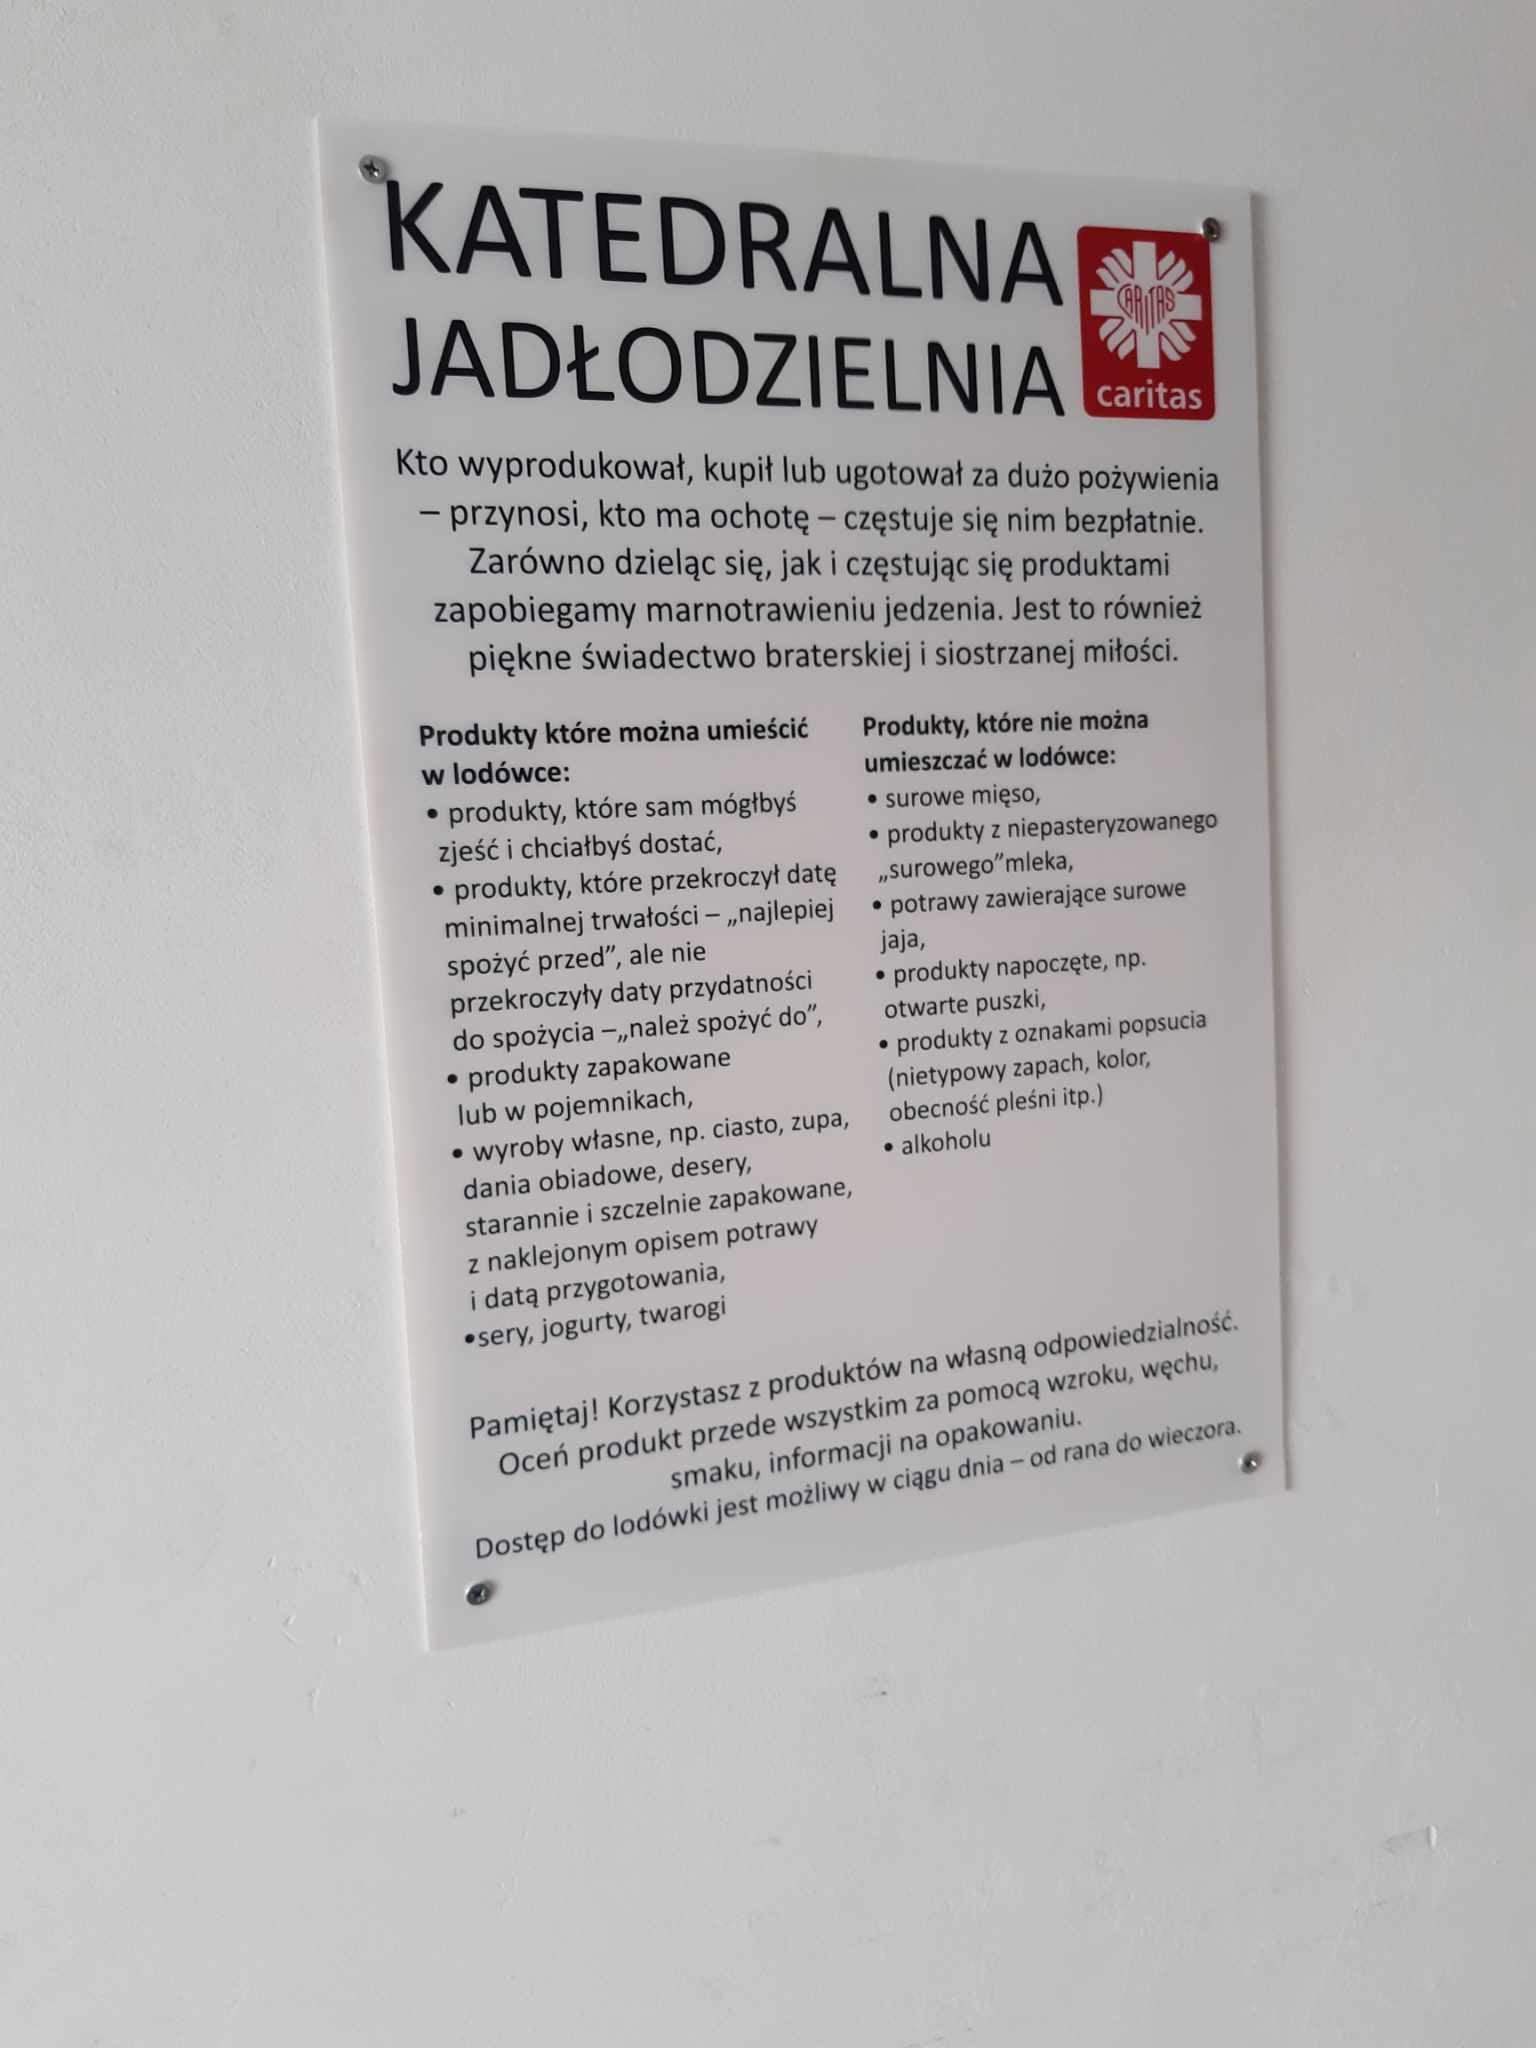 KATEDRALNA
JADŁODZIELNIA
CARITAS
caritas
Kto wyprodukował, kupił lub ugotował za dużo pożywienia
– przynosi, kto ma ochotę – częstuje się nim bezpłatnie.
Zarówno dzieląc się, jak i częstując się produktami
zapobiegamy marnotrawieniu jedzenia. Jest to również
piękne świadectwo braterskiej i siostrzanej miłości.
Produkty które można umieścić
w lodówce:
• produkty, które sam mógłbyś
zjeść i chciałbyś dostać,
• produkty, które przekroczył datę
minimalnej trwałości – „najlepiej
spożyć przed”, ale nie
przekroczyły daty przydatności
do spożycia –„należ spożyć do”,
• produkty zapakowane
lub w pojemnikach,
• wyroby własne, np. ciasto, zupa,
dania obiadowe, desery,
starannie i szczelnie zapakowane,
z naklejonym opisem potrawy
i datą przygotowania,
•sery, jogurty, twarogi
Produkty, które nie można
umieszczać w lodówce:
• surowe mięso,
• produkty z niepasteryzowanego
„surowego”mleka,
• potrawy zawierające surowe
jaja,
• produkty napoczęte, np.
otwarte puszki,
• produkty z oznakami popsucia
(nietypowy zapach, kolor,
obecność pleśni itp.)
• alkoholu
Pamiętaj! Korzystasz z produktów na własną odpowiedzialność.
Oceń produkt przede wszystkim za pomocą wzroku, węchu,
smaku, informacji na opakowaniu.
Dostęp do lodówki jest możliwy w ciągu dnia – od rana do wieczora.